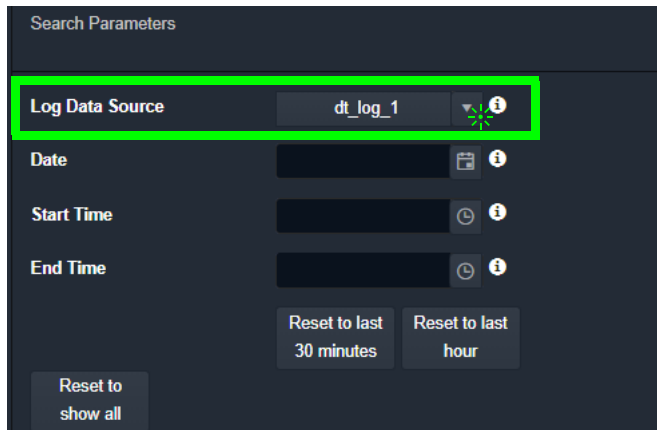 Search Parameters
Log Data Source dt_log_1
Date
Start Time
End Time
Reset to last Reset to last
30 minutes hour
Reset to
show all